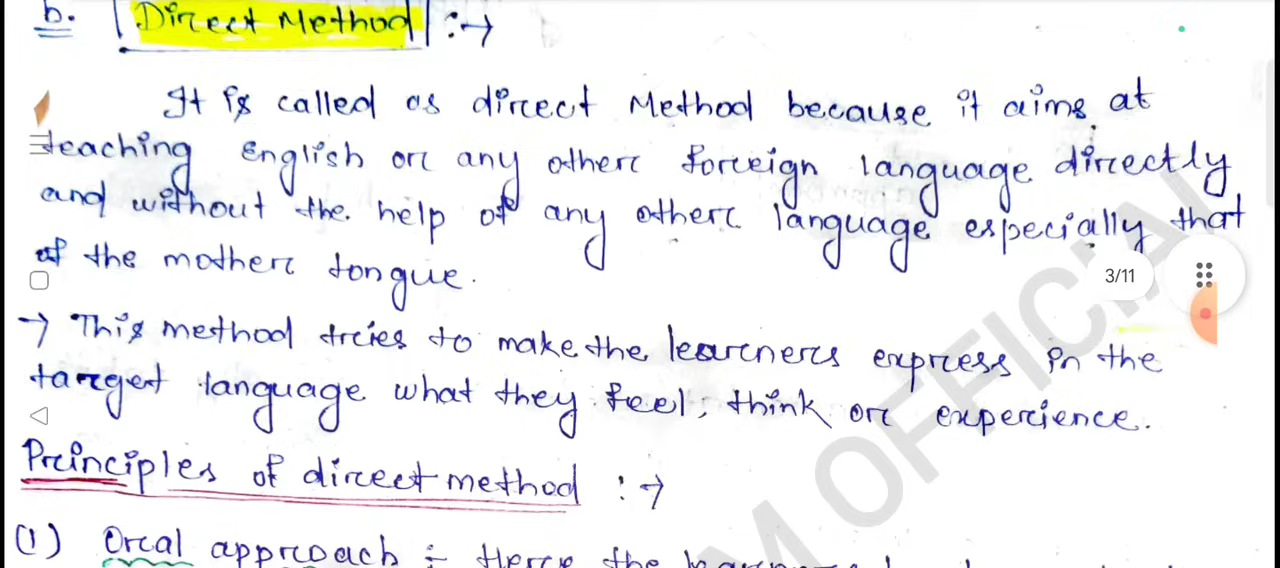 b. Direct Method :→
It is called as direct Method because it aims at
teaching English or any other foreign language directly
and without the help of any other language especially that
of the mother tongue.
3/11
→ This method tries to make the learners express in the
target language what they feel, think or experience.
Principles of direct method :→
(1) Oral approach :- Here the
M OFFICIAL